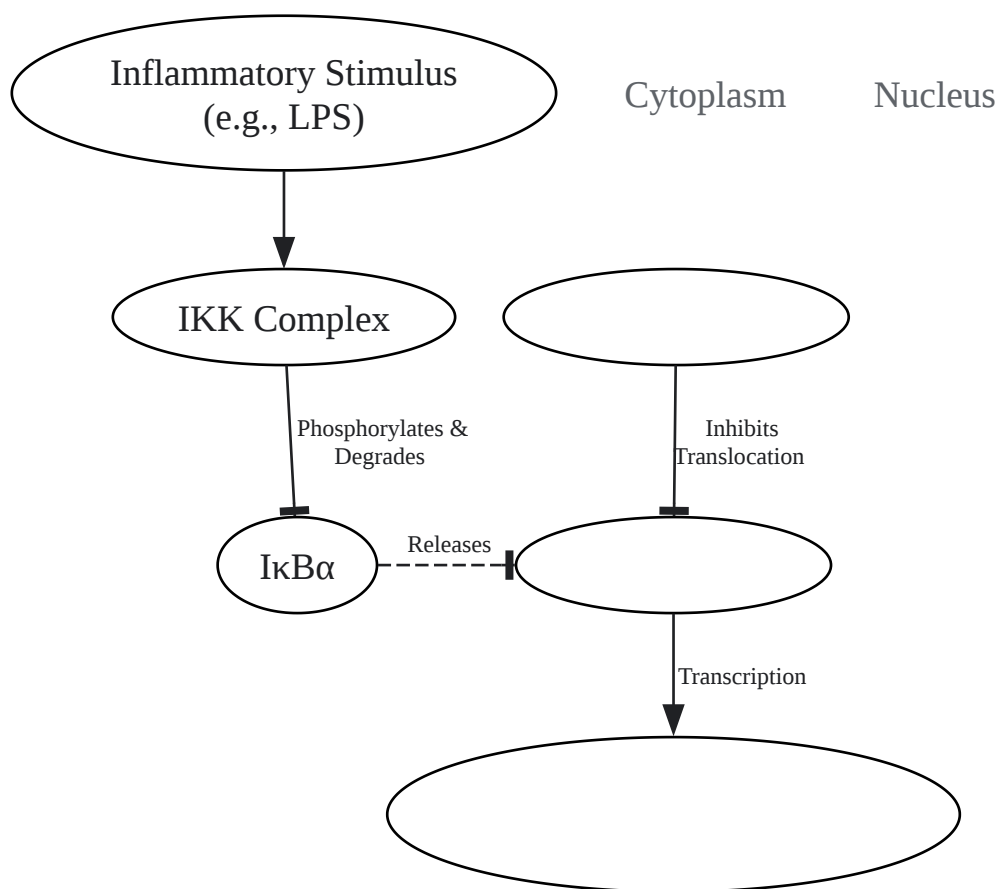 Inflammatory Stimulus
(e.g., LPS)
Cytoplasm
Nucleus
IKK Complex
Phosphorylates &
Degrades
Inhibits
Translocation
IκBα
Releases
Transcription